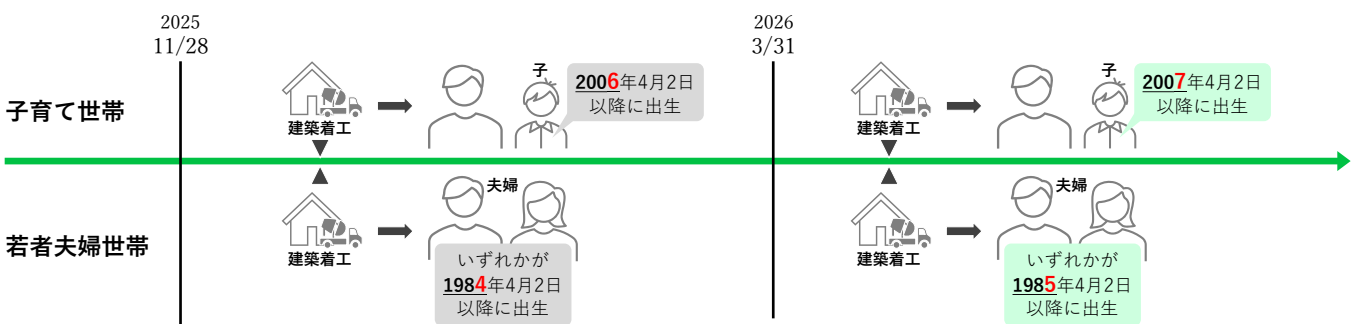 2025
11/28
2026
3/31
子育て世帯
建築着工
子
2006年4月2日
以降に出生
建築着工
子
2007年4月2日
以降に出生
若者夫婦世帯
建築着工
夫婦
いずれかが
1984年4月2日
以降に出生
建築着工
夫婦
いずれかが
1985年4月2日
以降に出生